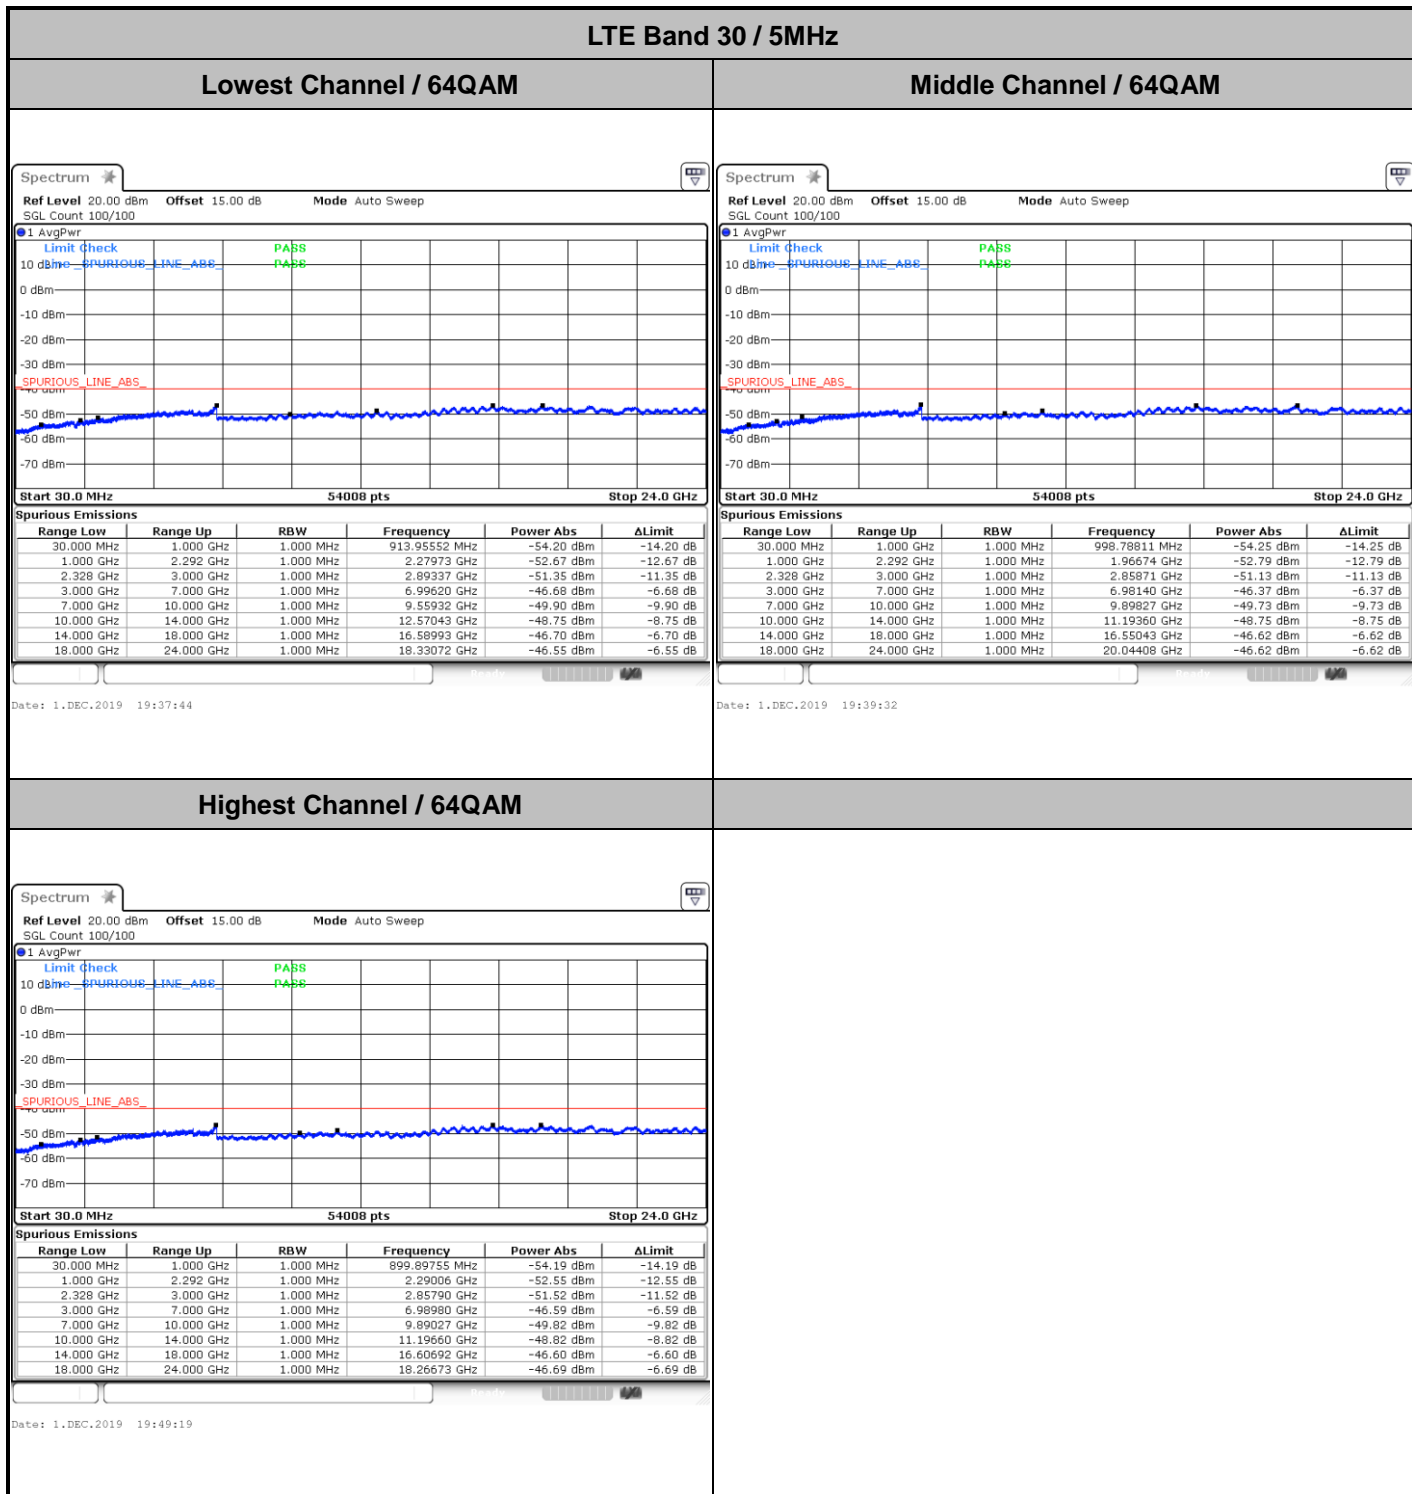 LTE Band 30 / 5MHz
Lowest Channel / 64QAM
Middle Channel / 64QAM
Spectrum
Ref Level 20.00 dBm Offset 15.00 dB Mode Auto Sweep
SGL Count 100/100
1 AvgPwr
Limit Check PASS
Line _SPURIOUS_LINE_ABS_ PASS
10 dBm
0 dBm
-10 dBm
-20 dBm
-30 dBm
_SPURIOUS_LINE_ABS_
-40 dBm
-50 dBm
-60 dBm
-70 dBm
Start 30.0 MHz 54008 pts Stop 24.0 GHz
Spurious Emissions
Range Low Range Up RBW Frequency Power Abs ΔLimit
30.000 MHz 1.000 GHz 1.000 MHz 913.95552 MHz -54.20 dBm -14.20 dB
1.000 GHz 2.292 GHz 1.000 MHz 2.27973 GHz -52.67 dBm -12.67 dB
2.328 GHz 3.000 GHz 1.000 MHz 2.89337 GHz -51.35 dBm -11.35 dB
3.000 GHz 7.000 GHz 1.000 MHz 6.99620 GHz -46.68 dBm -6.68 dB
7.000 GHz 10.000 GHz 1.000 MHz 9.55932 GHz -49.90 dBm -9.90 dB
10.000 GHz 14.000 GHz 1.000 MHz 12.57043 GHz -48.75 dBm -8.75 dB
14.000 GHz 18.000 GHz 1.000 MHz 16.58993 GHz -46.70 dBm -6.70 dB
18.000 GHz 24.000 GHz 1.000 MHz 18.33072 GHz -46.55 dBm -6.55 dB
Ready
Date: 1.DEC.2019 19:37:44
Spectrum
Ref Level 20.00 dBm Offset 15.00 dB Mode Auto Sweep
SGL Count 100/100
1 AvgPwr
Limit Check PASS
Line _SPURIOUS_LINE_ABS_ PASS
10 dBm
0 dBm
-10 dBm
-20 dBm
-30 dBm
_SPURIOUS_LINE_ABS_
-40 dBm
-50 dBm
-60 dBm
-70 dBm
Start 30.0 MHz 54008 pts Stop 24.0 GHz
Spurious Emissions
Range Low Range Up RBW Frequency Power Abs ΔLimit
30.000 MHz 1.000 GHz 1.000 MHz 998.78811 MHz -54.25 dBm -14.25 dB
1.000 GHz 2.292 GHz 1.000 MHz 1.96674 GHz -52.79 dBm -12.79 dB
2.328 GHz 3.000 GHz 1.000 MHz 2.85871 GHz -51.13 dBm -11.13 dB
3.000 GHz 7.000 GHz 1.000 MHz 6.98140 GHz -46.37 dBm -6.37 dB
7.000 GHz 10.000 GHz 1.000 MHz 9.89827 GHz -49.73 dBm -9.73 dB
10.000 GHz 14.000 GHz 1.000 MHz 11.19360 GHz -48.75 dBm -8.75 dB
14.000 GHz 18.000 GHz 1.000 MHz 16.55043 GHz -46.62 dBm -6.62 dB
18.000 GHz 24.000 GHz 1.000 MHz 20.04408 GHz -46.62 dBm -6.62 dB
Ready
Date: 1.DEC.2019 19:39:32
Highest Channel / 64QAM
Spectrum
Ref Level 20.00 dBm Offset 15.00 dB Mode Auto Sweep
SGL Count 100/100
1 AvgPwr
Limit Check PASS
Line _SPURIOUS_LINE_ABS_ PASS
10 dBm
0 dBm
-10 dBm
-20 dBm
-30 dBm
_SPURIOUS_LINE_ABS_
-40 dBm
-50 dBm
-60 dBm
-70 dBm
Start 30.0 MHz 54008 pts Stop 24.0 GHz
Spurious Emissions
Range Low Range Up RBW Frequency Power Abs ΔLimit
30.000 MHz 1.000 GHz 1.000 MHz 899.89755 MHz -54.19 dBm -14.19 dB
1.000 GHz 2.292 GHz 1.000 MHz 2.29006 GHz -52.55 dBm -12.55 dB
2.328 GHz 3.000 GHz 1.000 MHz 2.85790 GHz -51.52 dBm -11.52 dB
3.000 GHz 7.000 GHz 1.000 MHz 6.98980 GHz -46.59 dBm -6.59 dB
7.000 GHz 10.000 GHz 1.000 MHz 9.89027 GHz -49.82 dBm -9.82 dB
10.000 GHz 14.000 GHz 1.000 MHz 11.19660 GHz -48.82 dBm -8.82 dB
14.000 GHz 18.000 GHz 1.000 MHz 16.60692 GHz -46.60 dBm -6.60 dB
18.000 GHz 24.000 GHz 1.000 MHz 18.26673 GHz -46.69 dBm -6.69 dB
Ready
Date: 1.DEC.2019 19:49:19